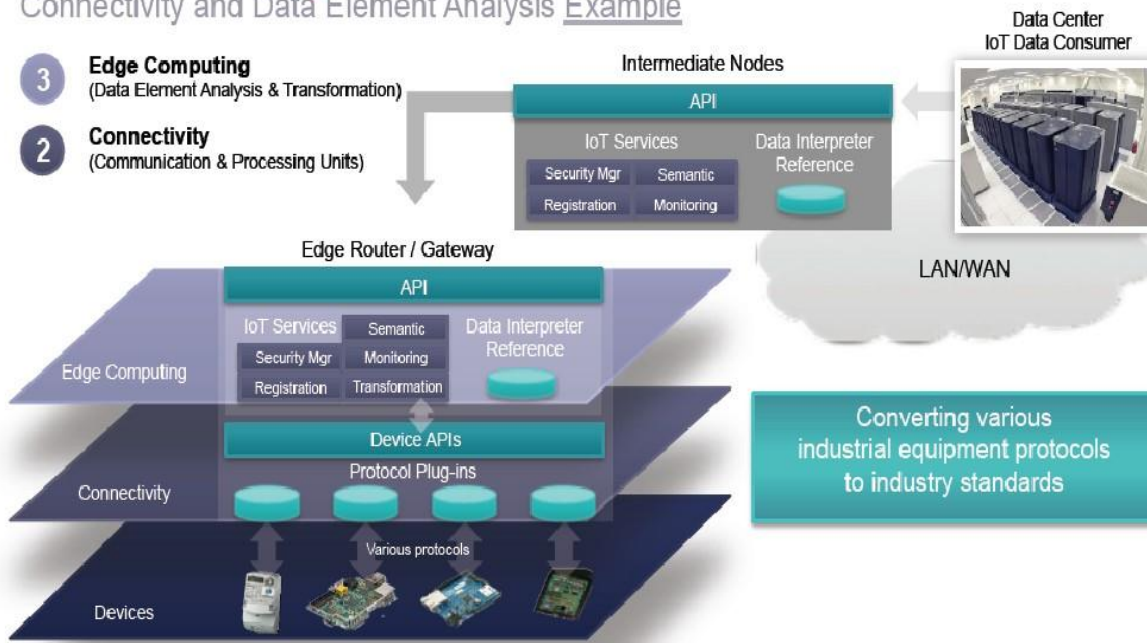 Connectivity and Data Element Analysis Example
3
Edge Computing
(Data Element Analysis & Transformation)
2
Connectivity
(Communication & Processing Units)
Intermediate Nodes
API
IoT Services
Security Mgr
Semantic
Registration
Monitoring
Data Interpreter
Reference
Data Center
IoT Data Consumer
LAN/WAN
Edge Router / Gateway
API
IoT Services
Semantic
Security Mgr
Monitoring
Registration
Transformation
Data Interpreter
Reference
Edge Computing
Device APIs
Protocol Plug-ins
Connectivity
Various protocols
Devices
Converting various
industrial equipment protocols
to industry standards